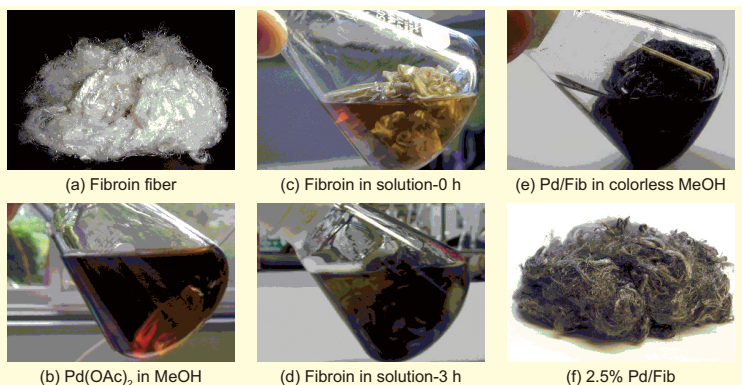 (a) Fibroin fiber
(c) Fibroin in solution-0 h
(e) Pd/Fib in colorless MeOH
(b) Pd(OAc)₂ in MeOH
(d) Fibroin in solution-3 h
(f) 2.5% Pd/Fib